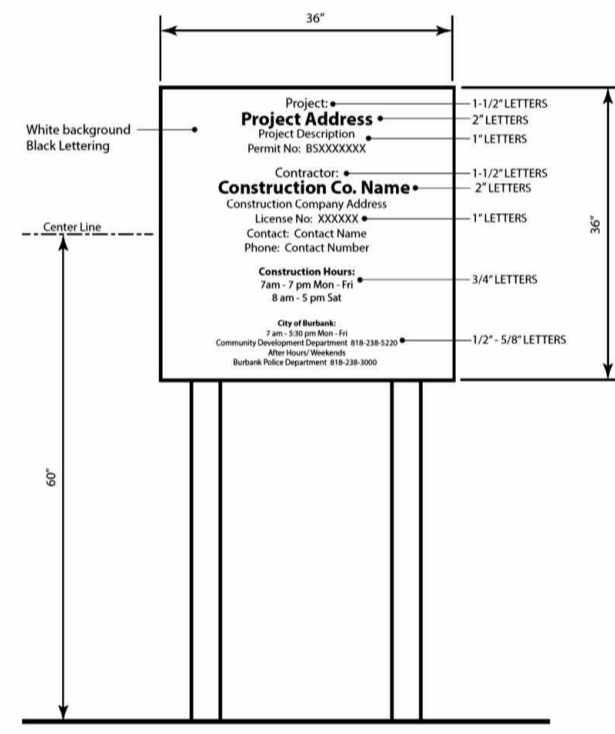 36"
Project:
1-1/2" LETTERS
Project Address
2" LETTERS
Project Description
1" LETTERS
Permit No: BSXXXXXXX
White background
Black Lettering
Contractor:
1-1/2" LETTERS
Construction Co. Name
2" LETTERS
Construction Company Address
License No: XXXXXX
1" LETTERS
Contact: Contact Name
Phone: Contact Number
Center Line
36"
Construction Hours:
7am - 7 pm Mon - Fri
3/4" LETTERS
8 am - 5 pm Sat
City of Burbank:
7 am - 5:30 pm Mon - Fri
Community Development Department 818-238-5220
1/2" - 5/8" LETTERS
After Hours/ Weekends
Burbank Police Department 818-238-3000
60"